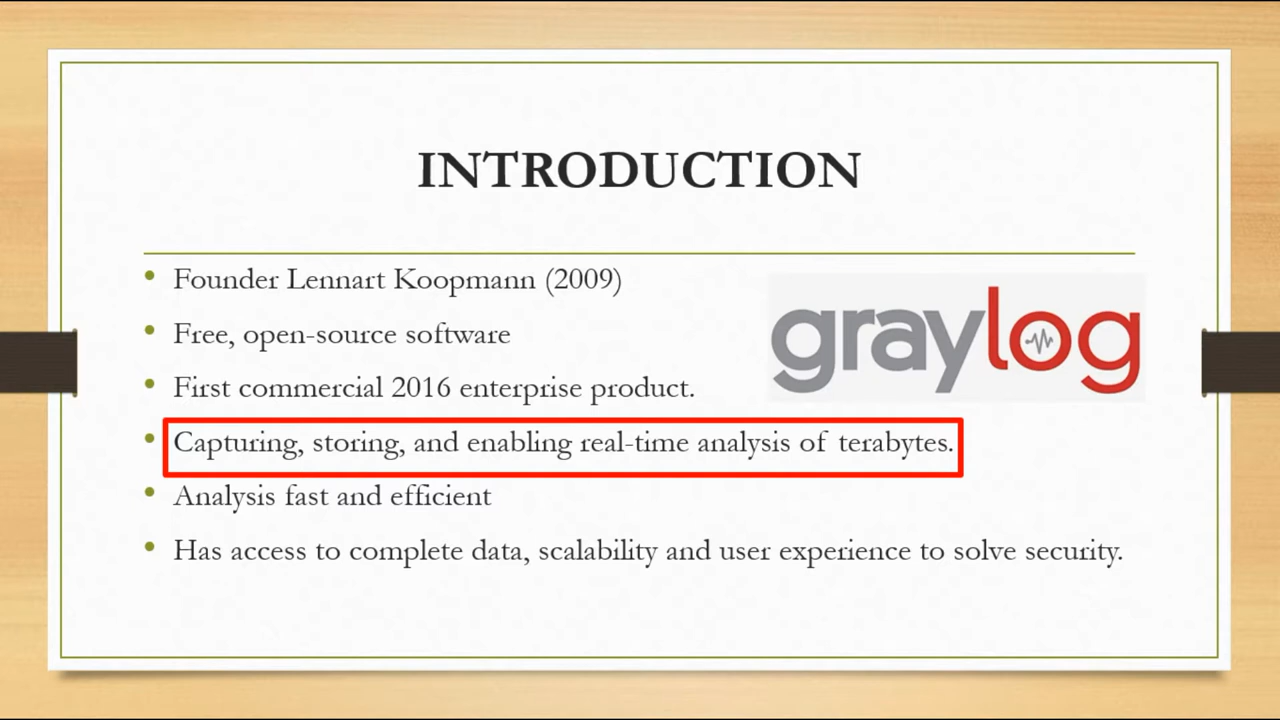 INTRODUCTION
Founder Lennart Koopmann (2009)
Free, open-source software
First commercial 2016 enterprise product.
graylog
Capturing, storing, and enabling real-time analysis of terabytes.
Analysis fast and efficient
Has access to complete data, scalability and user experience to solve security.